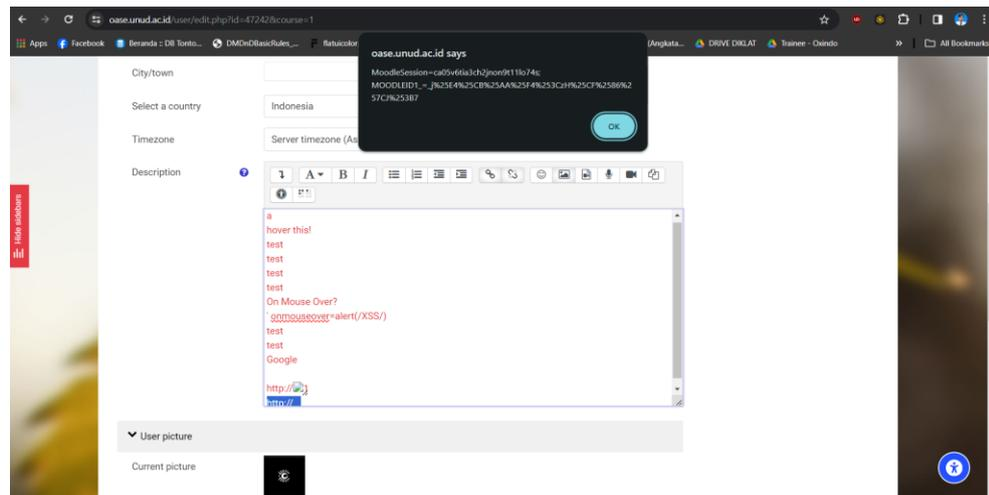 oase.unud.ac.id/user/edit.php?id=47242&course=1
Apps Facebook Beranda :: DB Tonto... DMDnDBasicRules_... flatuicolor (Angkata... DRIVE DIKLAT Trainee - Oxindo » All Bookmarks
oase.unud.ac.id says
MoodleSession=ca05v6tia3ch2jnon9t11lo74s;
MOODLEID1_=_j%25E4%25CB%25AA%25F4%253CzH%25CF%2586%2
57CJ%253B7
OK
City/town
Select a country Indonesia
Timezone Server timezone (As
Description
A B I
Hide sidebars
a
hover this!
test
test
test
test
On Mouse Over?
` onmouseover=alert(/XSS/)
test
test
Google
http://
http://
User picture
Current picture